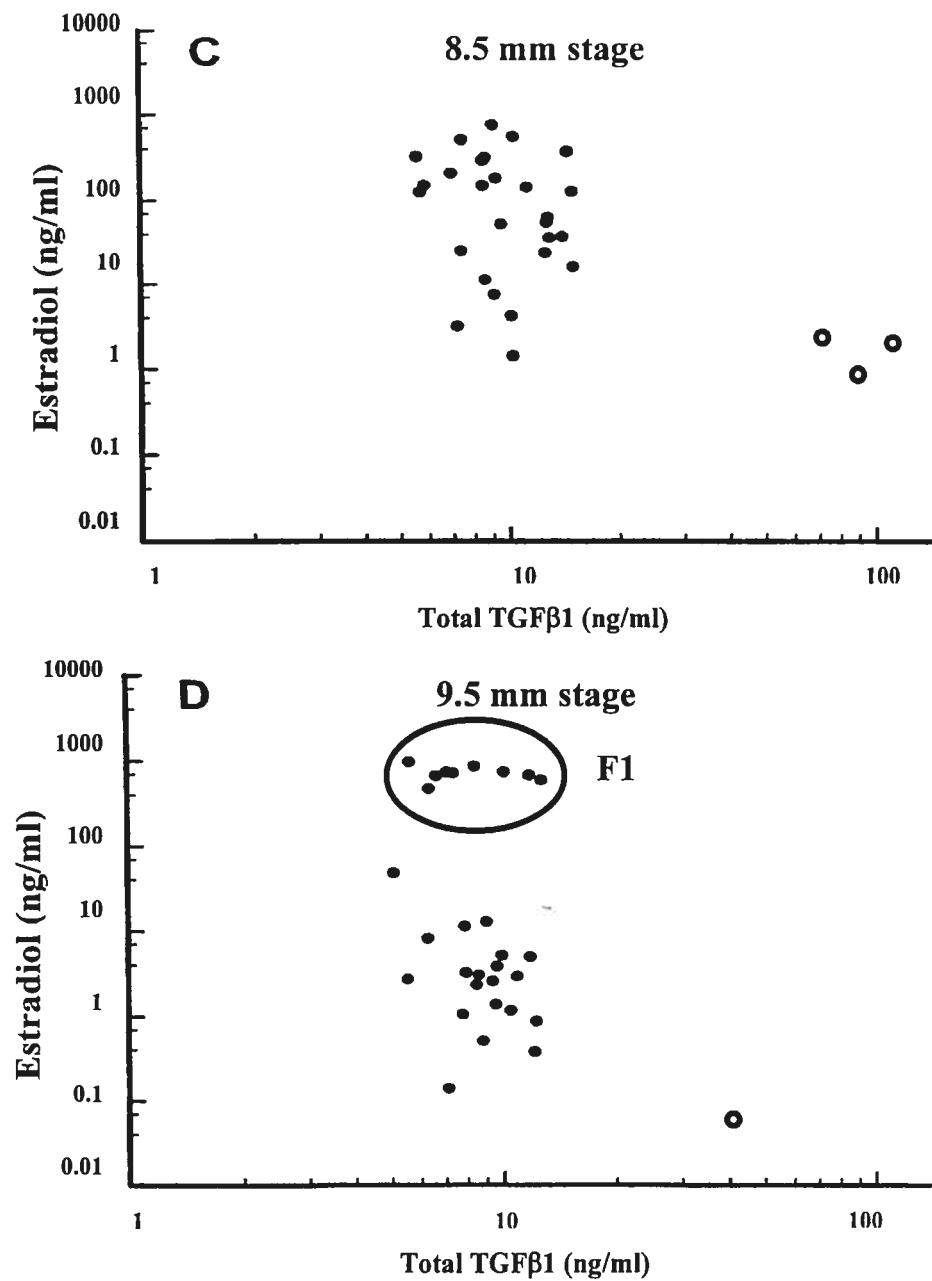 C
8.5 mm stage
Estradiol (ng/ml)
10000
1000
100
10
1
0.1
0.01
1 10 100
Total TGFβ1 (ng/ml)
D
9.5 mm stage
F1
Estradiol (ng/ml)
10000
1000
100
10
1
0.1
0.01
1 10 100
Total TGFβ1 (ng/ml)